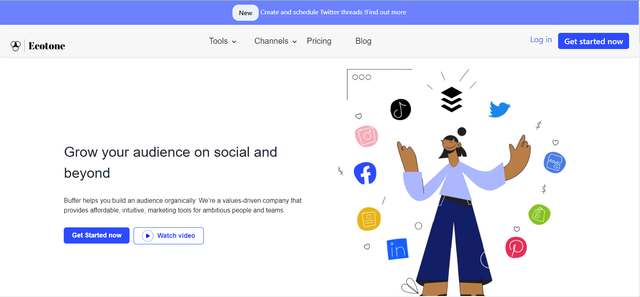 New Create and schedule Twitter threads !Find out more
Ecotone Tools Channels Pricing Blog Log in Get started now
Grow your audience on social and
beyond
Buffer helps you build an audience organically. We're a values-driven company that
provides affordable, intuitive, marketing tools for ambitious people and teams.
Get Started now Watch video
in